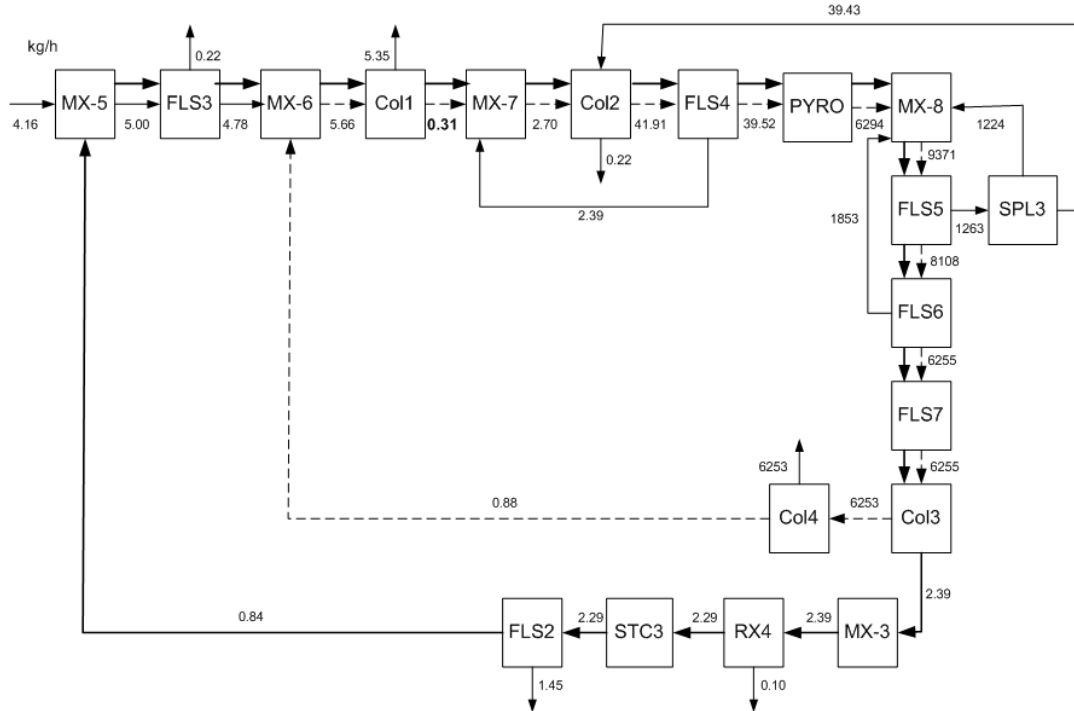 39.43
kg/h
0.22
5.35
MX-5
FLS3
MX-6
Col1
MX-7
Col2
FLS4
PYRO
MX-8
4.16
5.00
4.78
5.66
0.31
2.70
41.91
39.52
6294
1224
9371
0.22
2.39
1853
FLS5
1263
SPL3
8108
FLS6
6255
FLS7
6253
6255
0.88
Col4
6253
Col3
2.39
0.84
FLS2
2.29
STC3
2.29
RX4
2.39
MX-3
1.45
0.10